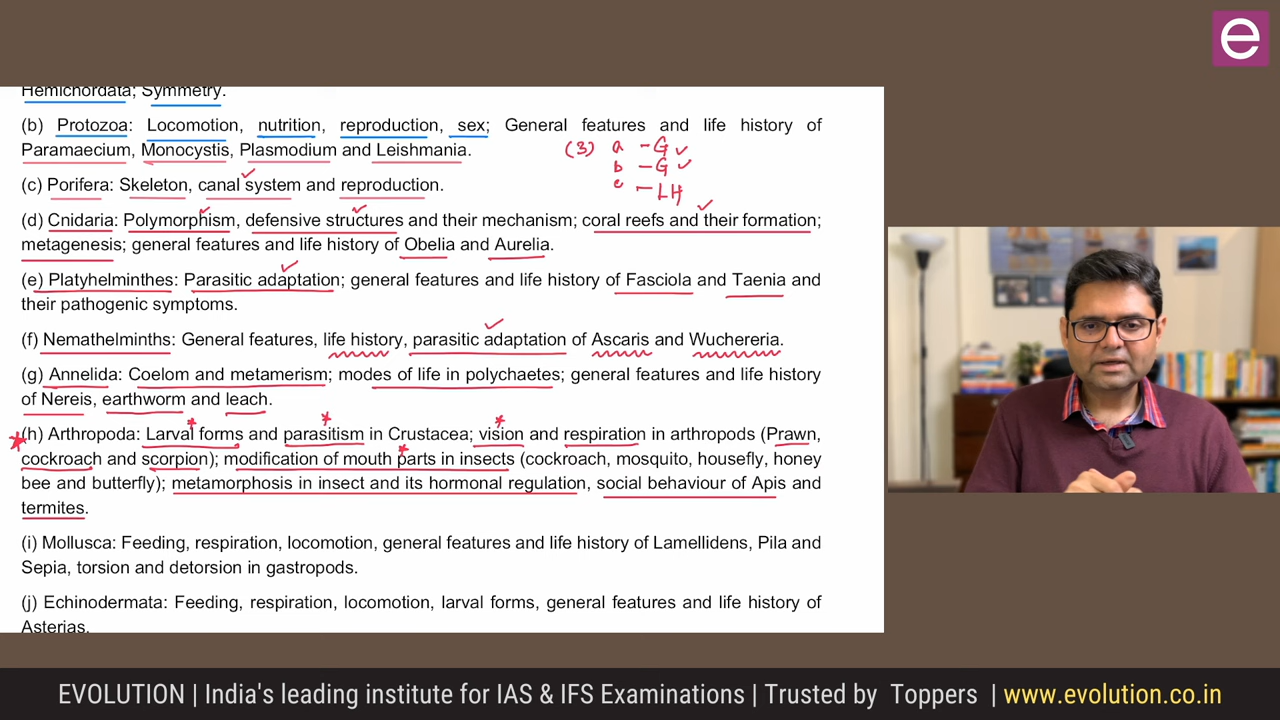 e
Hemichordata; Symmetry.
(b) Protozoa: Locomotion, nutrition, reproduction, sex; General features and life history of
Paramaecium, Monocystis, Plasmodium and Leishmania.
(3) a - G ✓
b - G ✓
c - LH
(c) Porifera: Skeleton, canal system and reproduction.
(d) Cnidaria: Polymorphism, defensive structures and their mechanism; coral reefs and their formation;
metagenesis; general features and life history of Obelia and Aurelia.
(e) Platyhelminthes: Parasitic adaptation; general features and life history of Fasciola and Taenia and
their pathogenic symptoms.
(f) Nemathelminths: General features, life history, parasitic adaptation of Ascaris and Wuchereria.
(g) Annelida: Coelom and metamerism; modes of life in polychaetes; general features and life history
of Nereis, earthworm and leach.
(h) Arthropoda: Larval forms and parasitism in Crustacea; vision and respiration in arthropods (Prawn,
cockroach and scorpion); modification of mouth parts in insects (cockroach, mosquito, housefly, honey
bee and butterfly); metamorphosis in insect and its hormonal regulation, social behaviour of Apis and
termites.
(i) Mollusca: Feeding, respiration, locomotion, general features and life history of Lamellidens, Pila and
Sepia, torsion and detorsion in gastropods.
(j) Echinodermata: Feeding, respiration, locomotion, larval forms, general features and life history of
Asterias.
EVOLUTION | India's leading institute for IAS & IFS Examinations | Trusted by Toppers | www.evolution.co.in